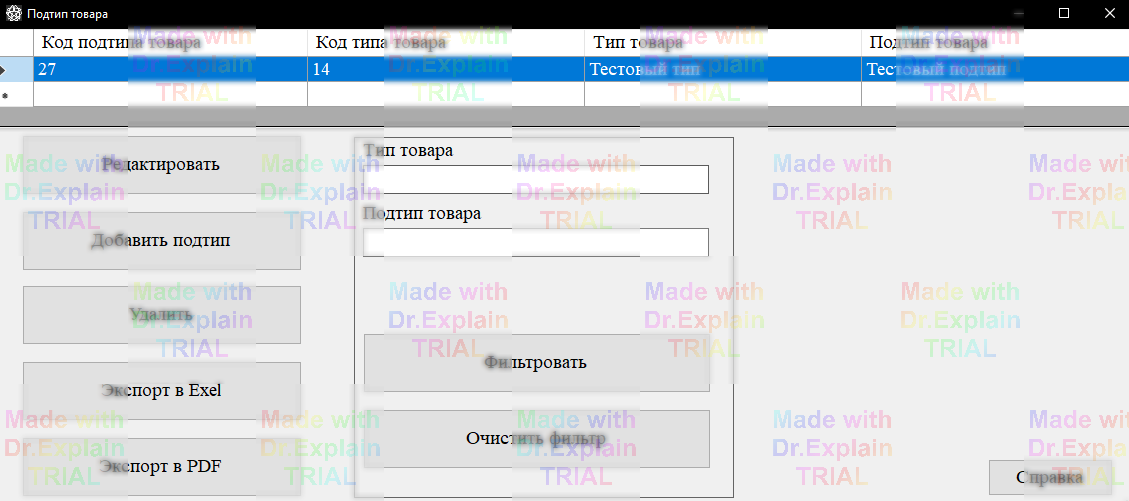 Подтип товара
Код подтипа товара Код типа товара Тип товара Подтип товара
27 14 Тестовый тип Тестовый подтип
*
Редактировать
Добавить подтип
Удалить
Экспорт в Exel
Экспорт в PDF
Тип товара
Подтип товара
Фильтровать
Очистить фильтр
Справка
Made with
Dr.Explain
TRIAL
Made with
Dr.Explain
TRIAL
Made with
Dr.Explain
TRIAL
Made with
Dr.Explain
TRIAL
Made with
Dr.Explain
TRIAL
Made with
Dr.Explain
TRIAL
Made with
Dr.Explain
TRIAL
Made with
Dr.Explain
TRIAL
Made with
Dr.Explain
TRIAL
Made with
Dr.Explain
TRIAL
Made with
Dr.Explain
TRIAL
Made with
Dr.Explain
TRIAL
Made with
Dr.Explain
TRIAL
Made with
Dr.Explain
TRIAL
Made with
Dr.Explain
TRIAL
Made with
Dr.Explain
TRIAL
Made with
Dr.Explain
TRIAL
Made with
Dr.Explain
TRIAL